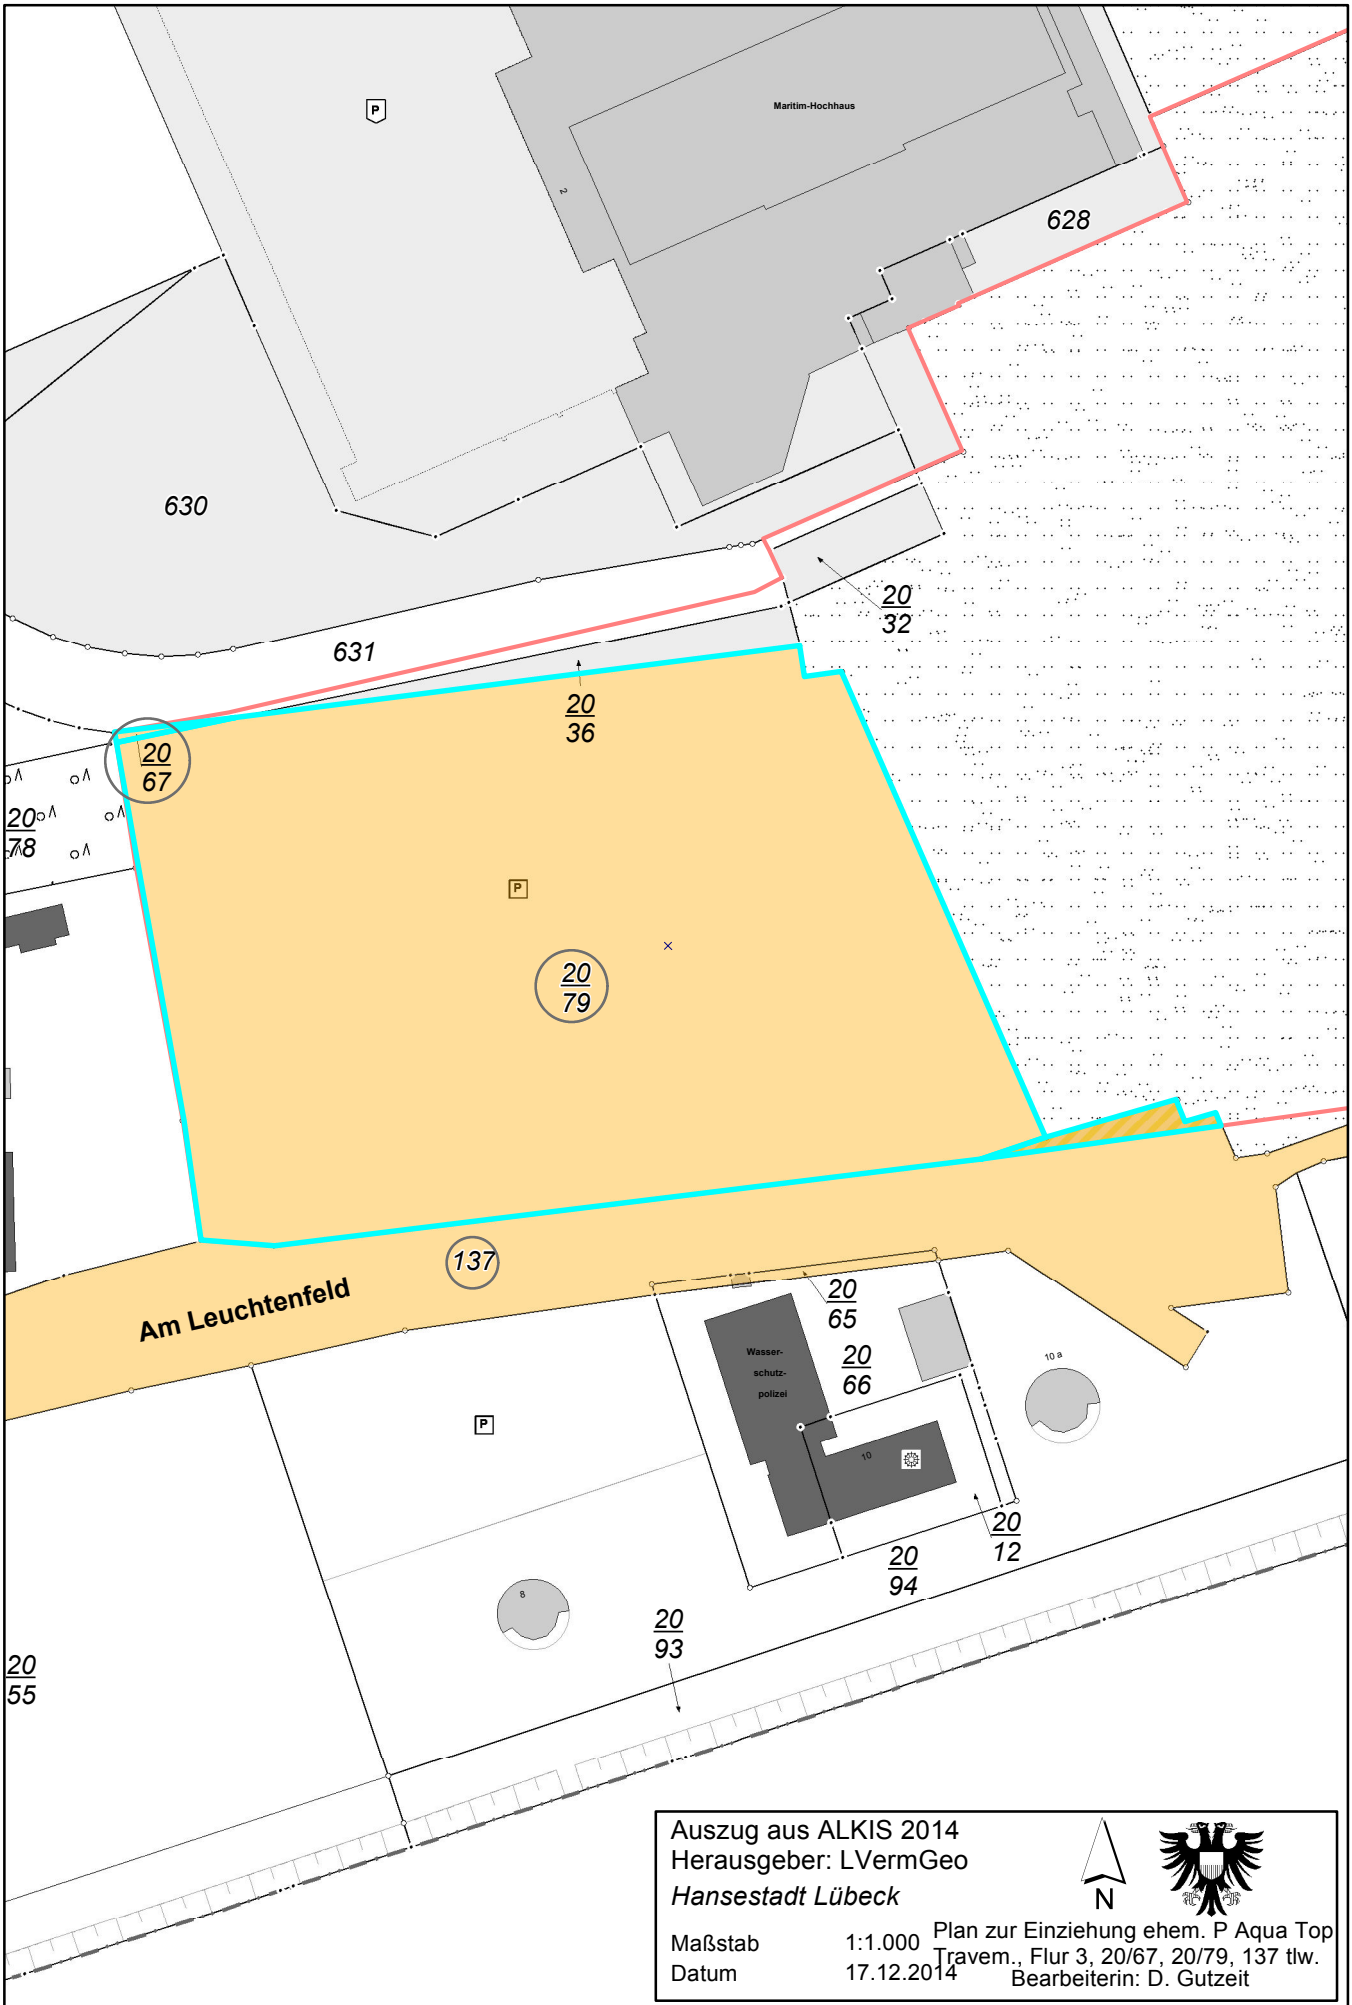 P
Maritim-Hochhaus
2
628
630
20
32
631
20
36
20
67
20
78
P
20
79
137
Am Leuchtenfeld
20
65
Wasser-
schutz-
polizei
20
66
10 a
P
10
20
12
20
94
8
20
93
20
55
Auszug aus ALKIS 2014
Herausgeber: LVermGeo
Hansestadt Lübeck
N
Maßstab 1:1.000
Datum 17.12.2014
Plan zur Einziehung ehem. P Aqua Top
Travem., Flur 3, 20/67, 20/79, 137 tlw.
Bearbeiterin: D. Gutzeit